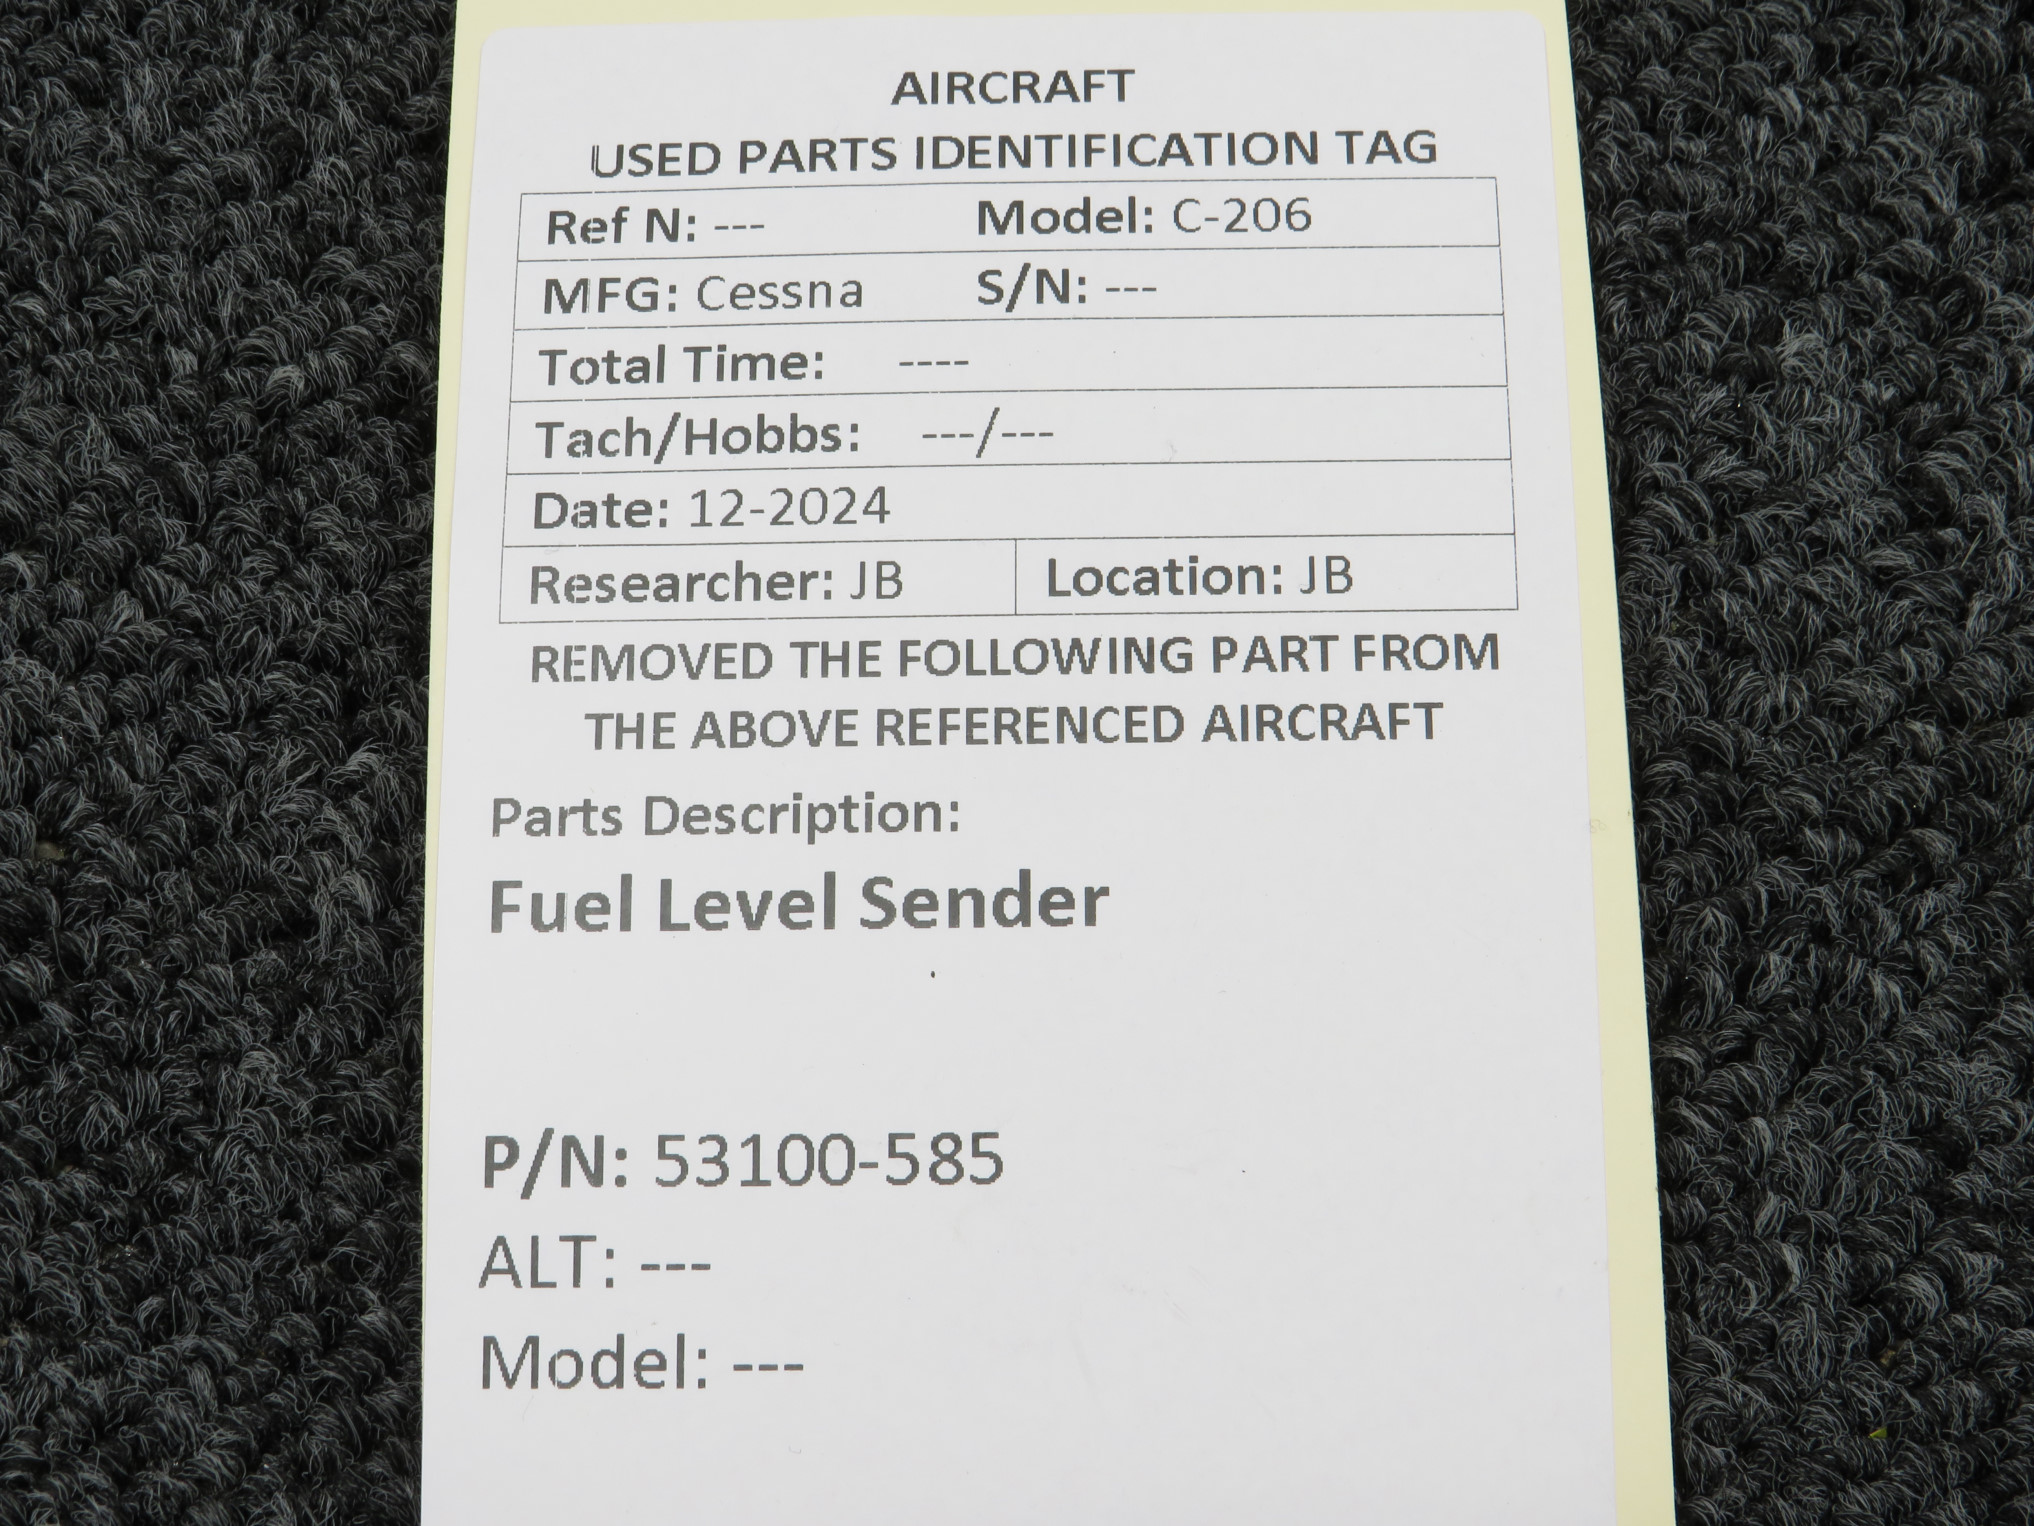 AIRCRAFT
USED PARTS IDENTIFICATION TAG
Ref N: --- Model: C-206
MFG: Cessna S/N: ---
Total Time: ----
Tach/Hobbs: ---/---
Date: 12-2024
Researcher: JB Location: JB
REMOVED THE FOLLOWING PART FROM
THE ABOVE REFERENCED AIRCRAFT
Parts Description:
Fuel Level Sender
P/N: 53100-585
ALT: ---
Model: ---